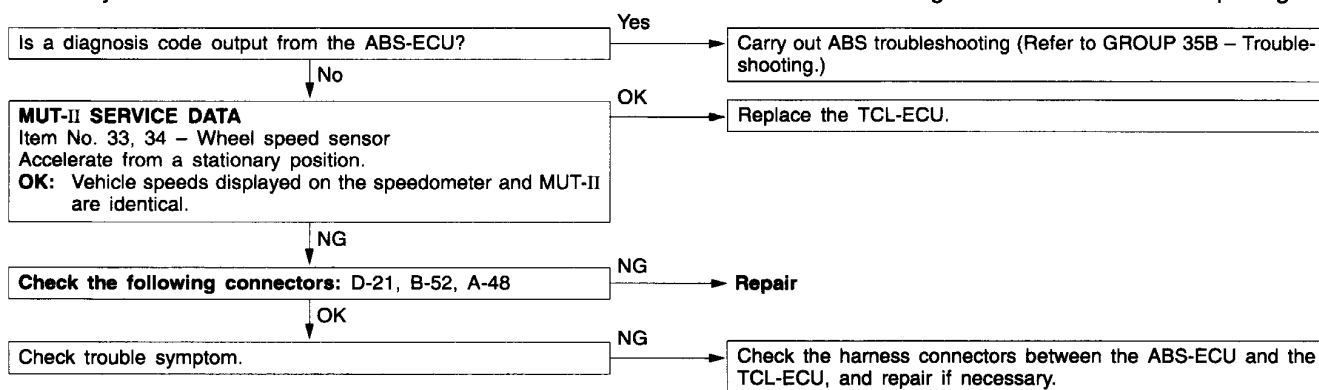 Yes
Is a diagnosis code output from the ABS-ECU?
Carry out ABS troubleshooting (Refer to GROUP 35B – Trouble-
shooting.)
No
OK
MUT-II SERVICE DATA
Item No. 33, 34 – Wheel speed sensor
Accelerate from a stationary position.
OK: Vehicle speeds displayed on the speedometer and MUT-II
are identical.
Replace the TCL-ECU.
NG
NG
Check the following connectors: D-21, B-52, A-48
Repair
OK
NG
Check trouble symptom.
Check the harness connectors between the ABS-ECU and the
TCL-ECU, and repair if necessary.